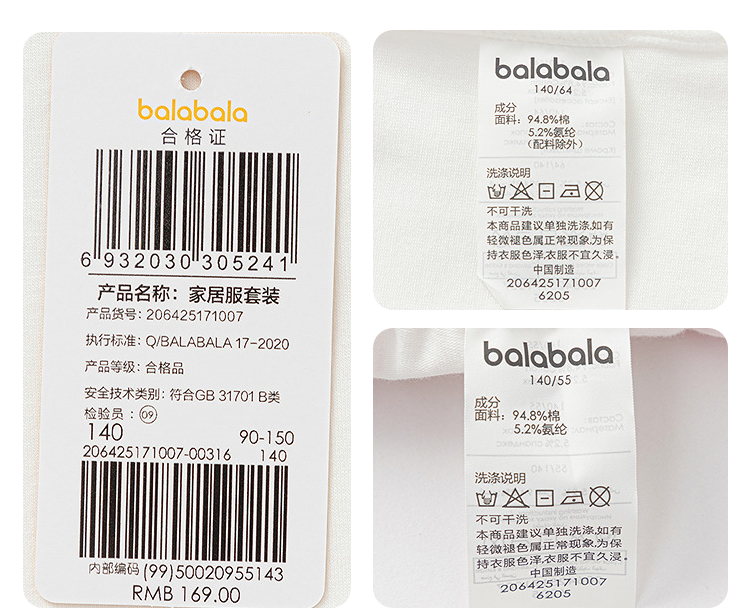 balabala
合格证
6 932030 305241
产品名称：家居服套装
产品货号：206425171007
执行标准：Q/BALABALA 17-2020
产品等级：合格品
安全技术类别：符合GB 31701 B类
检验员：09
140 90-150
206425171007-00316 140
内部编码 (99)50020955143
RMB 169.00
balabala
140/64
成分
面料：94.8%棉
5.2%氨纶
（配料除外）
洗涤说明
不可干洗
本商品建议单独洗涤,如有
轻微褪色属正常现象,为保
持衣服色泽,衣服不宜久浸。
中国制造
206425171007
6205
balabala
140/55
成分
面料：94.8%棉
5.2%氨纶
洗涤说明
不可干洗
本商品建议单独洗涤,如有
轻微褪色属正常现象,为保
持衣服色泽,衣服不宜久浸。
中国制造
206425171007
6205